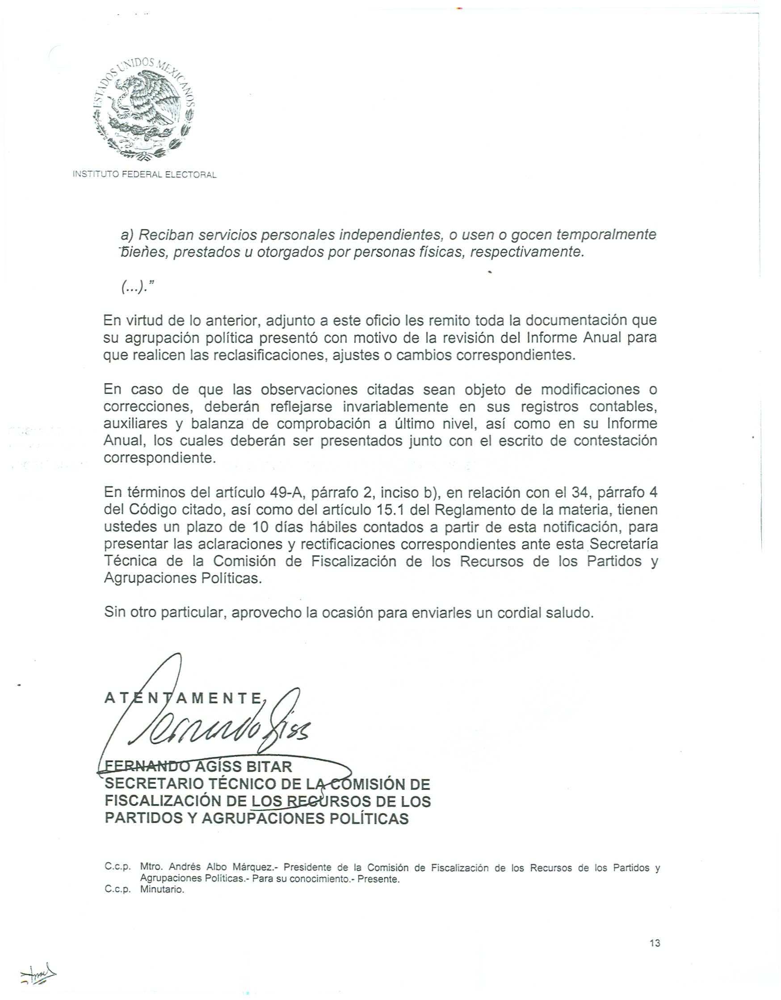 ESTADOS UNIDOS MEXICANOS
INSTITUTO FEDERAL ELECTORAL
a) Reciban servicios personales independientes, o usen o gocen temporalmente
bienes, prestados u otorgados por personas físicas, respectivamente.
(...).”
En virtud de lo anterior, adjunto a este oficio les remito toda la documentación que
su agrupación política presentó con motivo de la revisión del Informe Anual para
que realicen las reclasificaciones, ajustes o cambios correspondientes.
En caso de que las observaciones citadas sean objeto de modificaciones o
correcciones, deberán reflejarse invariablemente en sus registros contables,
auxiliares y balanza de comprobación a último nivel, así como en su Informe
Anual, los cuales deberán ser presentados junto con el escrito de contestación
correspondiente.
En términos del artículo 49-A, párrafo 2, inciso b), en relación con el 34, párrafo 4
del Código citado, así como del artículo 15.1 del Reglamento de la materia, tienen
ustedes un plazo de 10 días hábiles contados a partir de esta notificación, para
presentar las aclaraciones y rectificaciones correspondientes ante esta Secretaría
Técnica de la Comisión de Fiscalización de los Recursos de los Partidos y
Agrupaciones Políticas.
Sin otro particular, aprovecho la ocasión para enviarles un cordial saludo.
A T E N T A M E N T E,
Fernando Agiss
FERNANDO AGÍSS BITAR
SECRETARIO TÉCNICO DE LA COMISIÓN DE
FISCALIZACIÓN DE LOS RECURSOS DE LOS
PARTIDOS Y AGRUPACIONES POLÍTICAS
C.c.p. Mtro. Andrés Albo Márquez.- Presidente de la Comisión de Fiscalización de los Recursos de los Partidos y
Agrupaciones Políticas.- Para su conocimiento.- Presente.
C.c.p. Minutario.
13